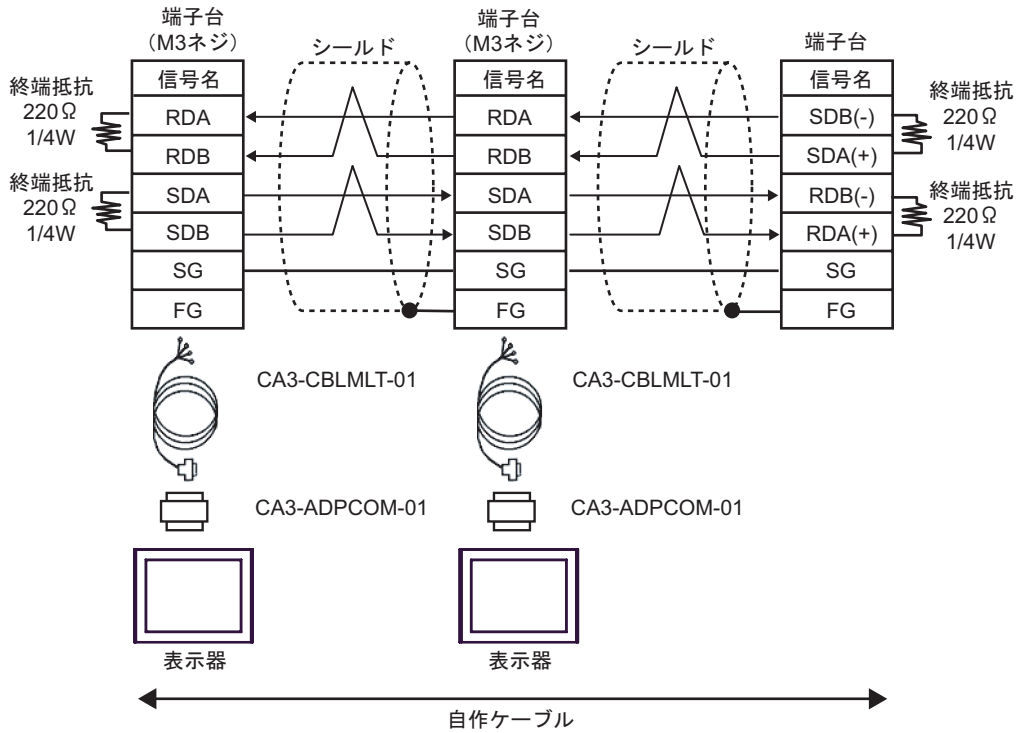 端子台
（M3ネジ）
シールド
端子台
（M3ネジ）
シールド
端子台
終端抵抗
220Ω
1/4W
終端抵抗
220Ω
1/4W
信号名
RDA
RDB
SDA
SDB
SG
FG
信号名
RDA
RDB
SDA
SDB
SG
FG
信号名
SDB(-)
SDA(+)
RDB(-)
RDA(+)
SG
FG
終端抵抗
220Ω
1/4W
終端抵抗
220Ω
1/4W
CA3-CBLMLT-01
CA3-CBLMLT-01
CA3-ADPCOM-01
CA3-ADPCOM-01
表示器
表示器
自作ケーブル